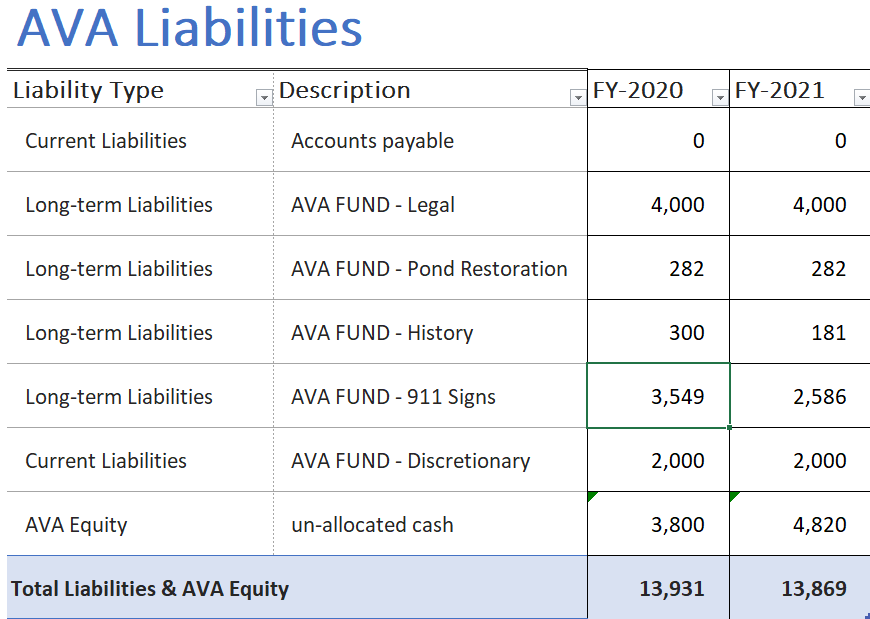 AVA Liabilities
Liability Type Description FY-2020 FY-2021
Current Liabilities Accounts payable 0 0
Long-term Liabilities AVA FUND - Legal 4,000 4,000
Long-term Liabilities AVA FUND - Pond Restoration 282 282
Long-term Liabilities AVA FUND - History 300 181
Long-term Liabilities AVA FUND - 911 Signs 3,549 2,586
Current Liabilities AVA FUND - Discretionary 2,000 2,000
AVA Equity un-allocated cash 3,800 4,820
Total Liabilities & AVA Equity 13,931 13,869